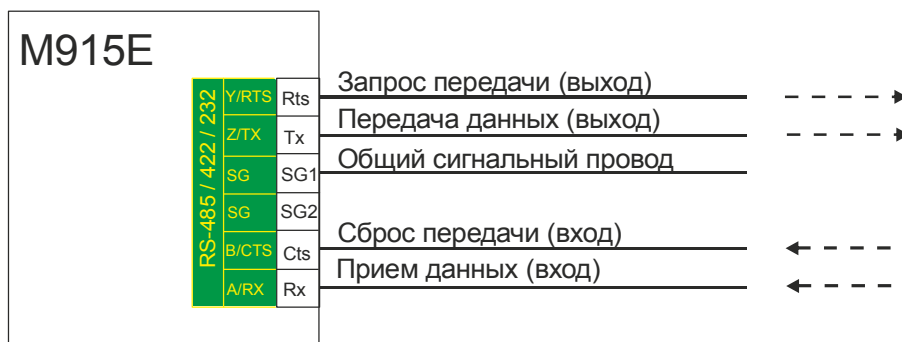 M915E
RS-485 / 422 / 232
Y/RTS Rts Запрос передачи (выход)
Z/TX Tx Передача данных (выход)
SG SG1 Общий сигнальный провод
SG SG2
B/CTS Cts Сброс передачи (вход)
A/RX Rx Прием данных (вход)